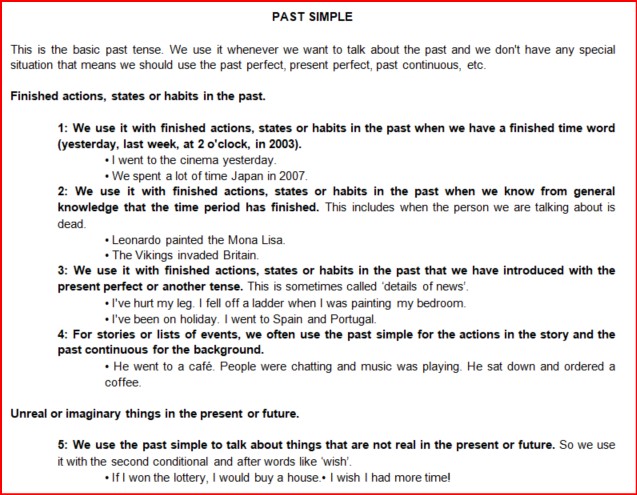 PAST SIMPLE
This is the basic past tense. We use it whenever we want to talk about the past and we don't have any special
situation that means we should use the past perfect, present perfect, past continuous, etc.
Finished actions, states or habits in the past.
1: We use it with finished actions, states or habits in the past when we have a finished time word
(yesterday, last week, at 2 o'clock, in 2003).
• I went to the cinema yesterday.
• We spent a lot of time Japan in 2007.
2: We use it with finished actions, states or habits in the past when we know from general
knowledge that the time period has finished. This includes when the person we are talking about is
dead.
• Leonardo painted the Mona Lisa.
• The Vikings invaded Britain.
3: We use it with finished actions, states or habits in the past that we have introduced with the
present perfect or another tense. This is sometimes called 'details of news'.
• I've hurt my leg. I fell off a ladder when I was painting my bedroom.
• I've been on holiday. I went to Spain and Portugal.
4: For stories or lists of events, we often use the past simple for the actions in the story and the
past continuous for the background.
• He went to a café. People were chatting and music was playing. He sat down and ordered a
coffee.
Unreal or imaginary things in the present or future.
5: We use the past simple to talk about things that are not real in the present or future. So we use
it with the second conditional and after words like 'wish'.
• If I won the lottery, I would buy a house.• I wish I had more time!